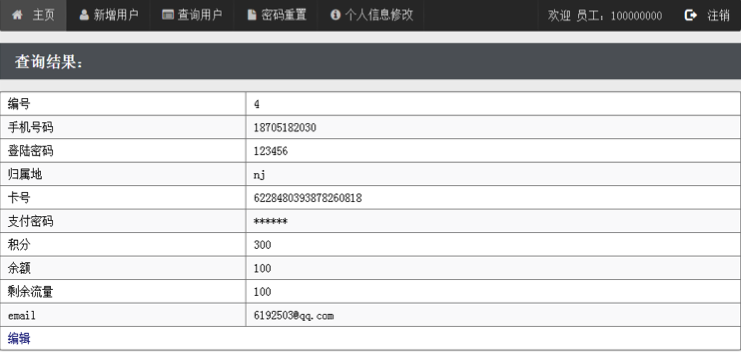 主页 新增用户 查询用户 密码重置 个人信息修改 欢迎 员工，100000000 注销
查询结果：
编号 4
手机号码 18705182030
登陆密码 123456
归属地 nj
卡号 6228480393878260818
支付密码 ******
积分 300
余额 100
剩余流量 100
email 6192503@qq.com
编辑